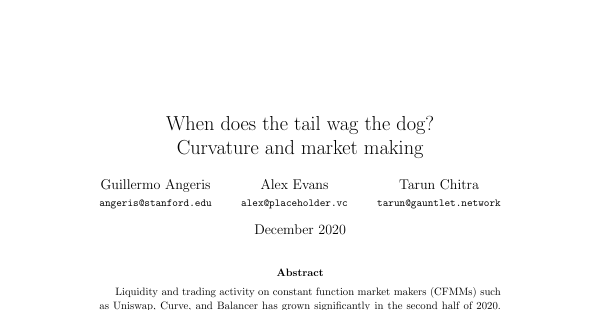 When does the tail wag the dog?
Curvature and market making
Guillermo Angeris Alex Evans Tarun Chitra
angeris@stanford.edu alex@placeholder.vc tarun@gauntlet.network
December 2020
Abstract
Liquidity and trading activity on constant function market makers (CFMMs) such
as Uniswap, Curve, and Balancer has grown significantly in the second half of 2020.